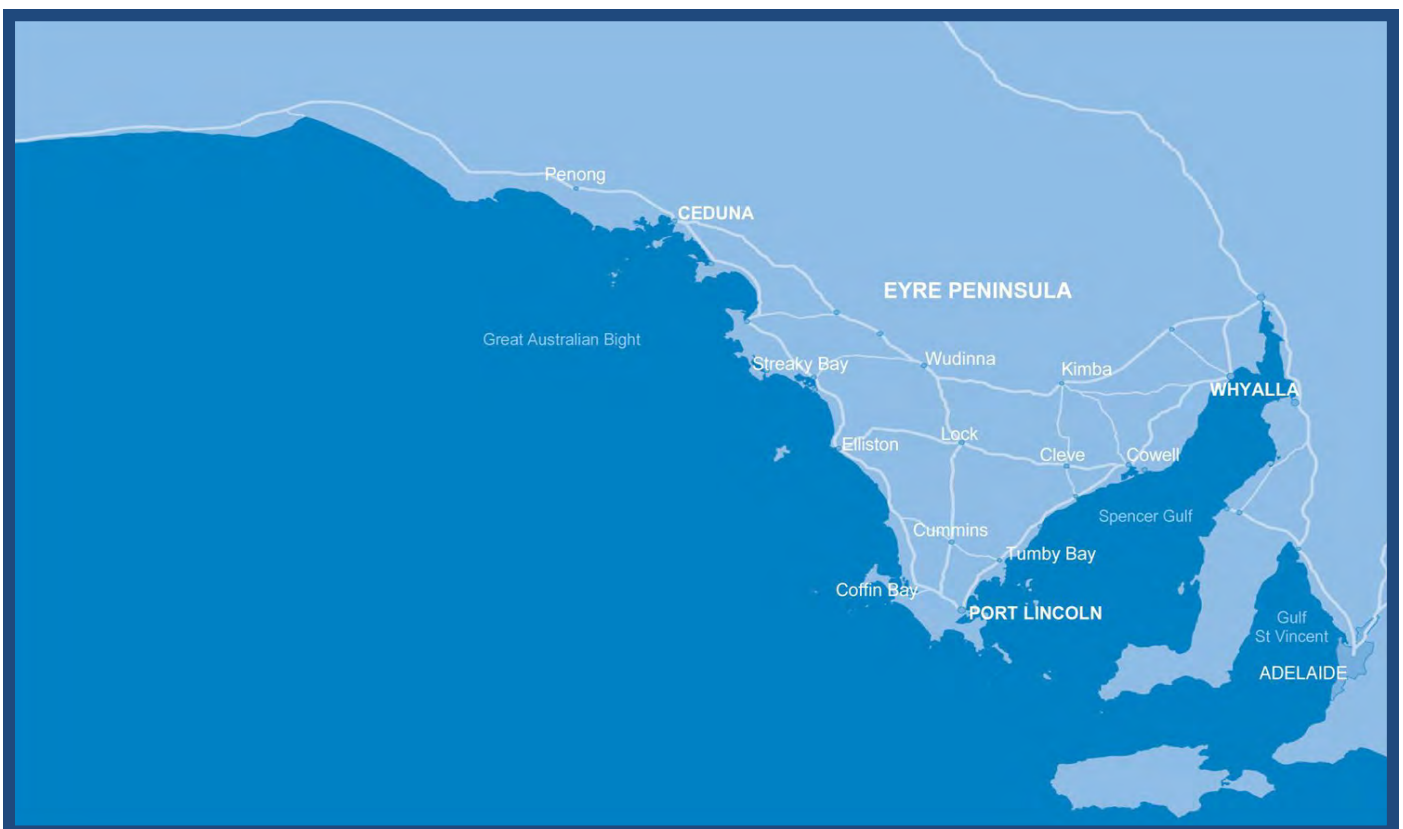 Penong
CEDUNA
EYRE PENINSULA
Great Australian Bight
Streaky Bay
Wudinna
Kimba
WHYALLA
Elliston
Lock
Cleve
Cowell
Spencer Gulf
Cummins
Tumby Bay
Coffin Bay
PORT LINCOLN
Gulf
St Vincent
ADELAIDE